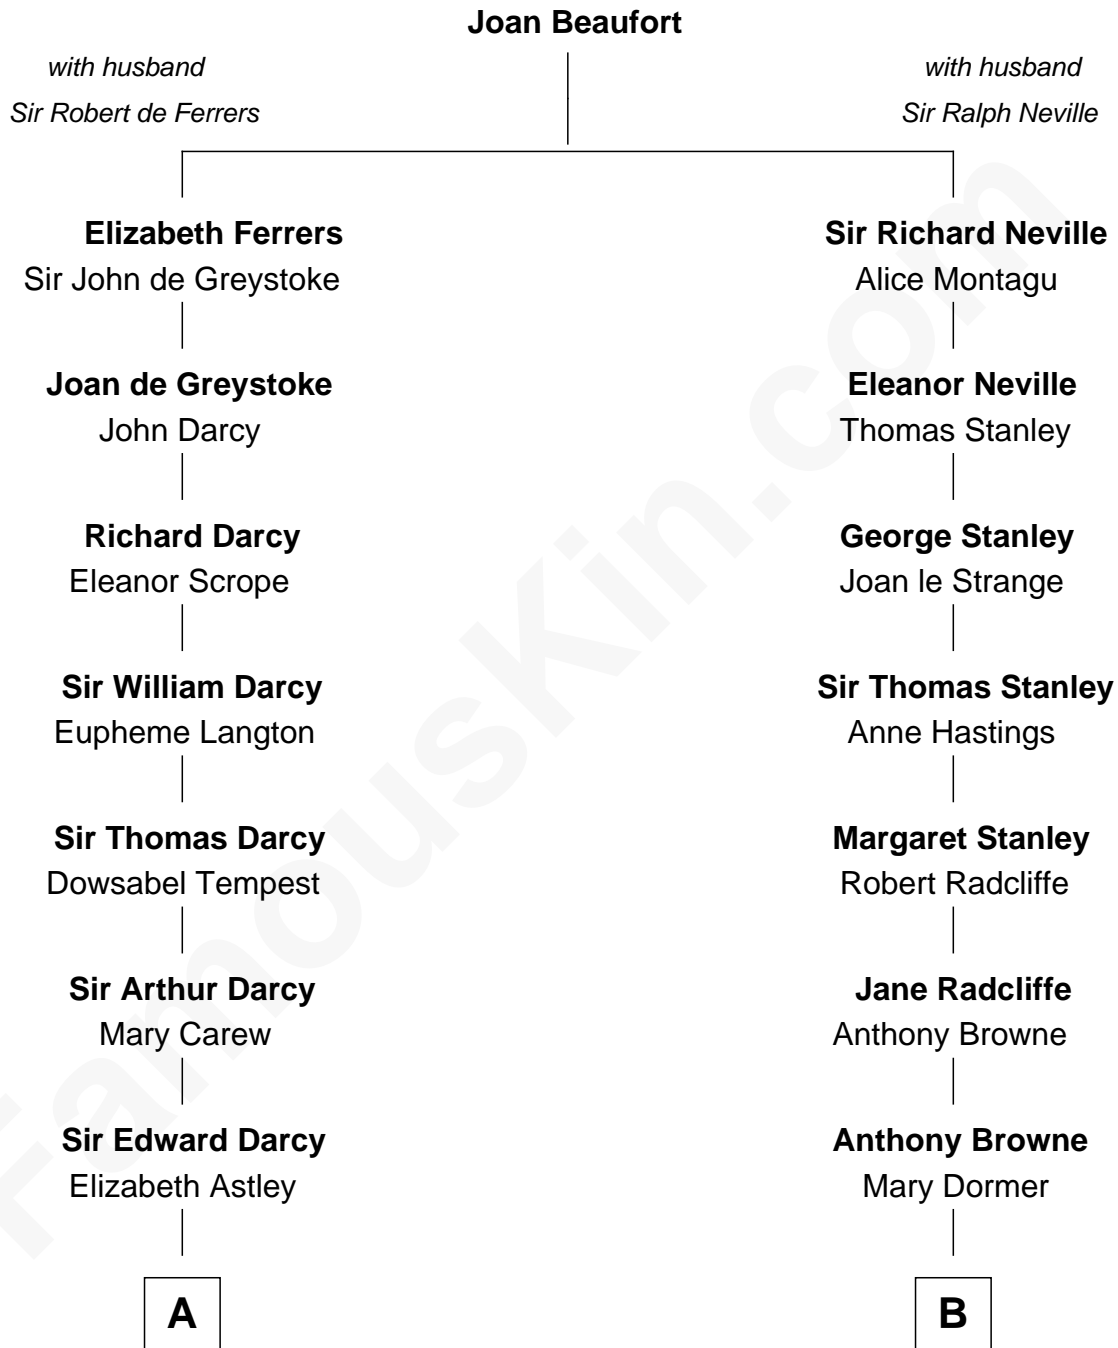 Joan Beaufort
with husband
Sir Robert de Ferrers
with husband
Sir Ralph Neville
Elizabeth Ferrers
Sir John de Greystoke
Sir Richard Neville
Alice Montagu
Joan de Greystoke
John Darcy
Eleanor Neville
Thomas Stanley
Richard Darcy
Eleanor Scrope
George Stanley
Joan le Strange
Sir William Darcy
Eupheme Langton
Sir Thomas Stanley
Anne Hastings
Sir Thomas Darcy
Dowsabel Tempest
Margaret Stanley
Robert Radcliffe
Sir Arthur Darcy
Mary Carew
Jane Radcliffe
Anthony Browne
Sir Edward Darcy
Elizabeth Astley
Anthony Browne
Mary Dormer
A
B
FamousKin.com